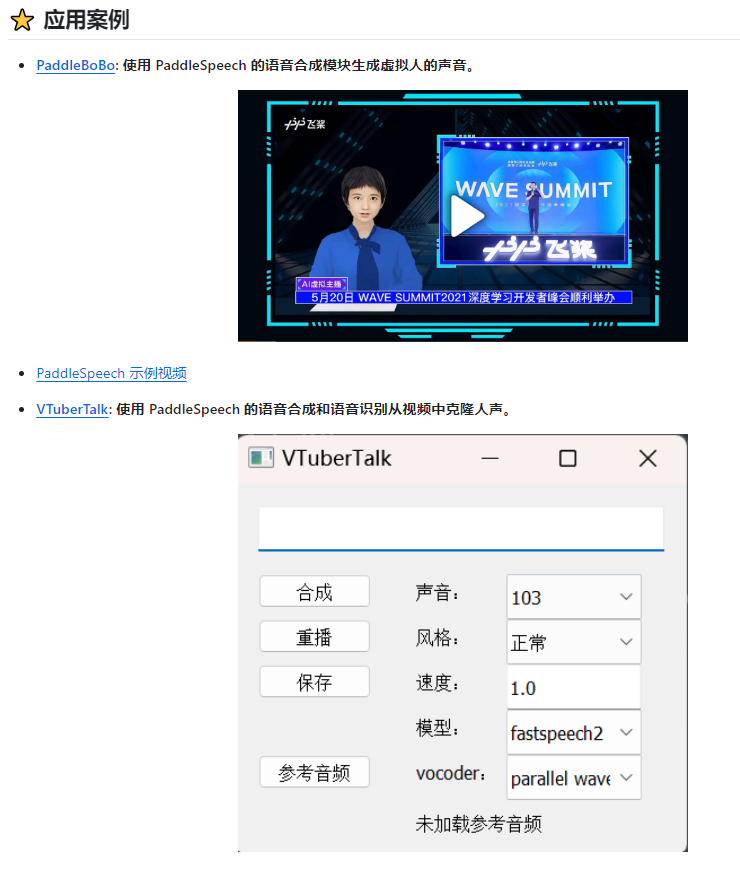 应用案例
PaddleBoBo: 使用 PaddleSpeech 的语音合成模块生成虚拟人的声音。
飞桨
WAVE SUMMIT
飞桨
AI虚拟主播
5月20日 WAVE SUMMIT2021深度学习开发者峰会顺利举办
PaddleSpeech 示例视频
VTuberTalk: 使用 PaddleSpeech 的语音合成和语音识别从视频中克隆人声。
VTuberTalk
合成 声音： 103
重播 风格： 正常
保存 速度： 1.0
模型： fastspeech2
参考音频 vocoder： parallel wave
未加载参考音频